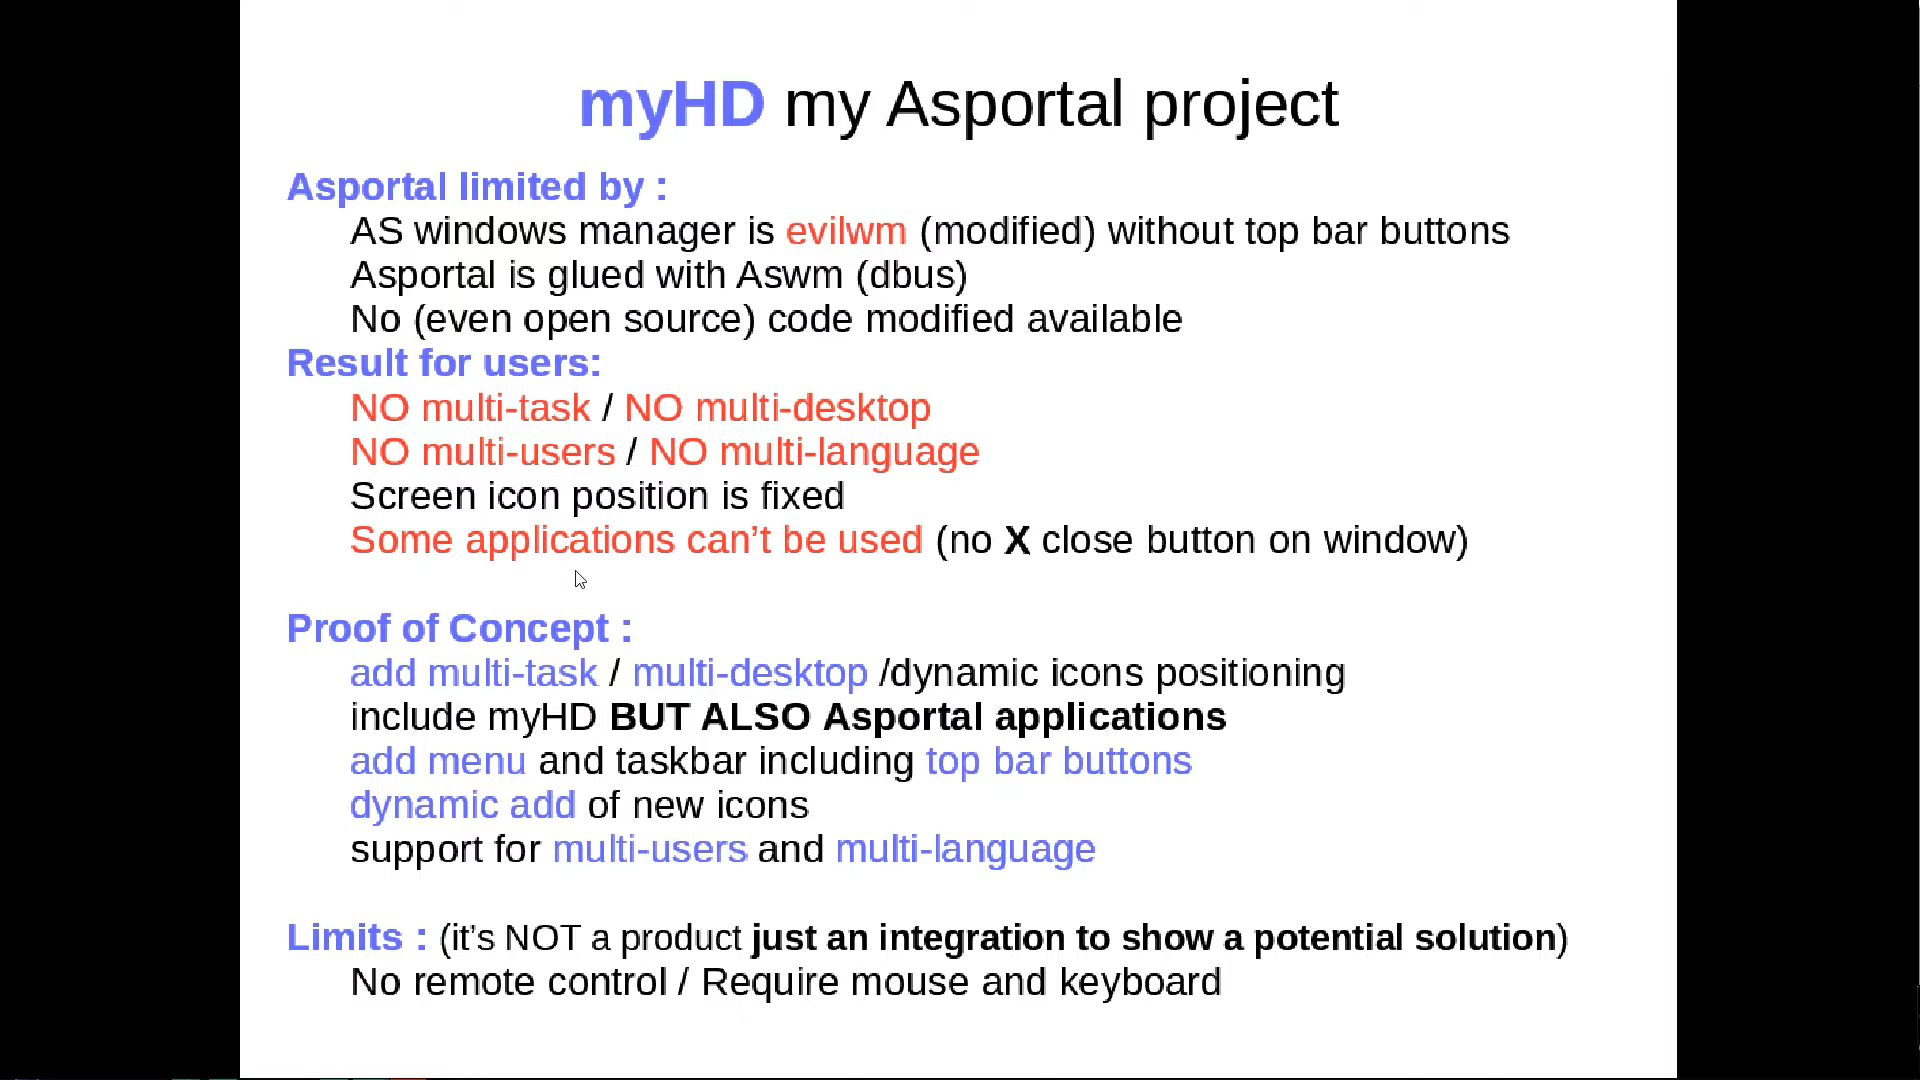 myHD my Asportal project
Asportal limited by :
AS windows manager is evilwm (modified) without top bar buttons
Asportal is glued with Aswm (dbus)
No (even open source) code modified available
Result for users:
NO multi-task / NO multi-desktop
NO multi-users / NO multi-language
Screen icon position is fixed
Some applications can’t be used (no X close button on window)
Proof of Concept :
add multi-task / multi-desktop /dynamic icons positioning
include myHD BUT ALSO Asportal applications
add menu and taskbar including top bar buttons
dynamic add of new icons
support for multi-users and multi-language
Limits : (it’s NOT a product just an integration to show a potential solution)
No remote control / Require mouse and keyboard